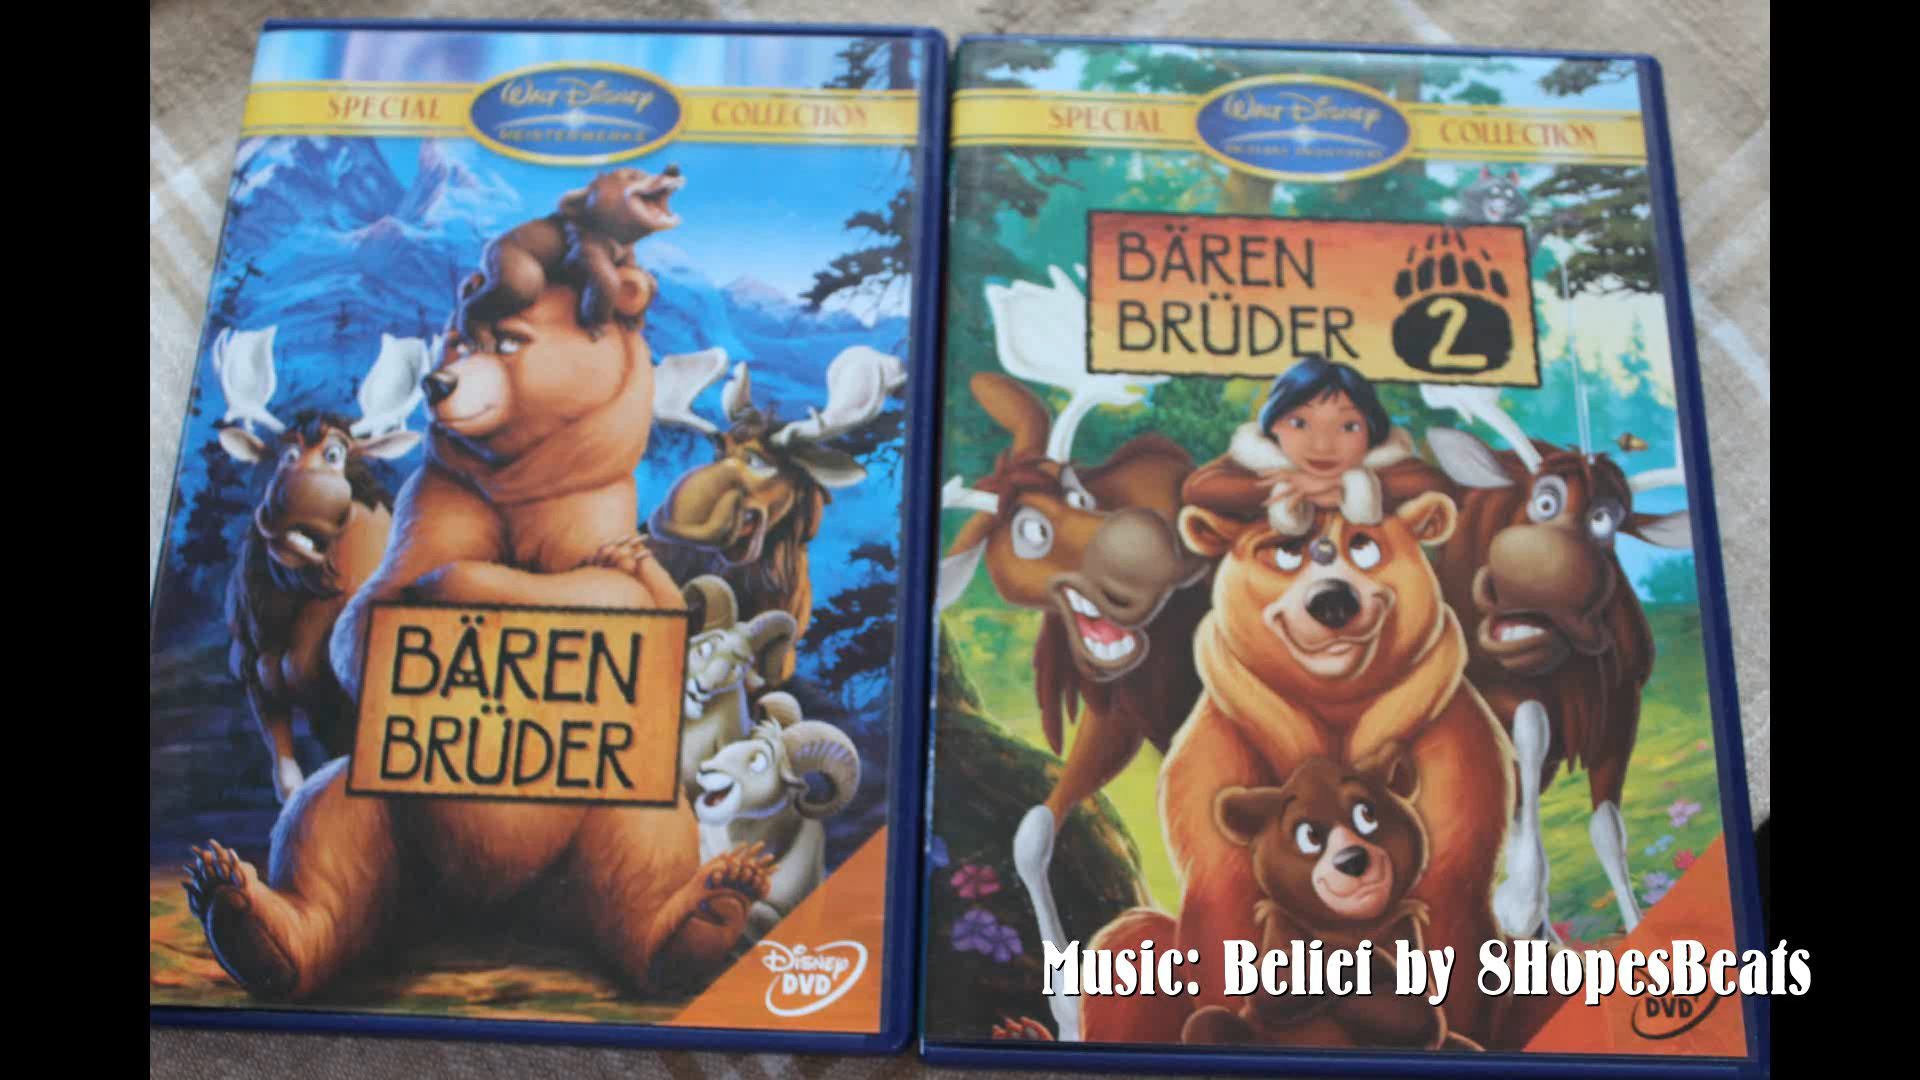 SPECIAL WALT DISNEY COLLECTION
MEISTERWERKE
BÄREN
BRÜDER
DISNEY
DVD
SPECIAL WALT DISNEY COLLECTION
BÄREN
BRÜDER 2
Music: Belief by 8HopesBeats
DVD